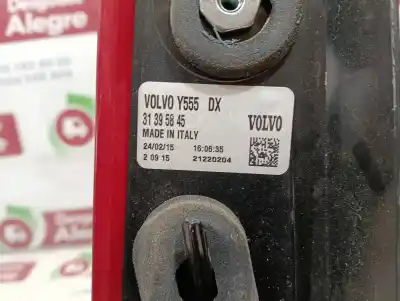 Alegre
VOLVO Y555 DX
31 39 58 45
MADE IN ITALY
VOLVO
24/02/15 16:06:35
2 09 15 21220204